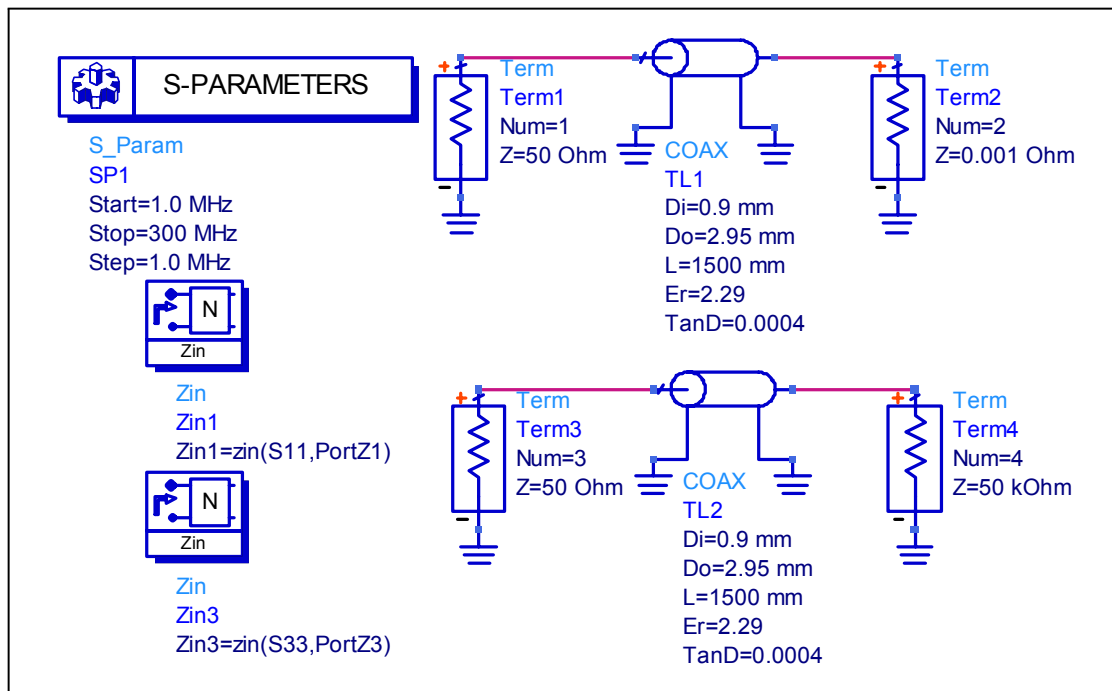 S-PARAMETERS
S_Param
SP1
Start=1.0 MHz
Stop=300 MHz
Step=1.0 MHz
N
Zin
Zin
Zin1
Zin1=zin(S11,PortZ1)
N
Zin
Zin
Zin3
Zin3=zin(S33,PortZ3)
+
Term
Term1
Num=1
Z=50 Ohm
-
COAX
TL1
Di=0.9 mm
Do=2.95 mm
L=1500 mm
Er=2.29
TanD=0.0004
+
Term
Term2
Num=2
Z=0.001 Ohm
-
+
Term
Term3
Num=3
Z=50 Ohm
-
COAX
TL2
Di=0.9 mm
Do=2.95 mm
L=1500 mm
Er=2.29
TanD=0.0004
+
Term
Term4
Num=4
Z=50 kOhm
-